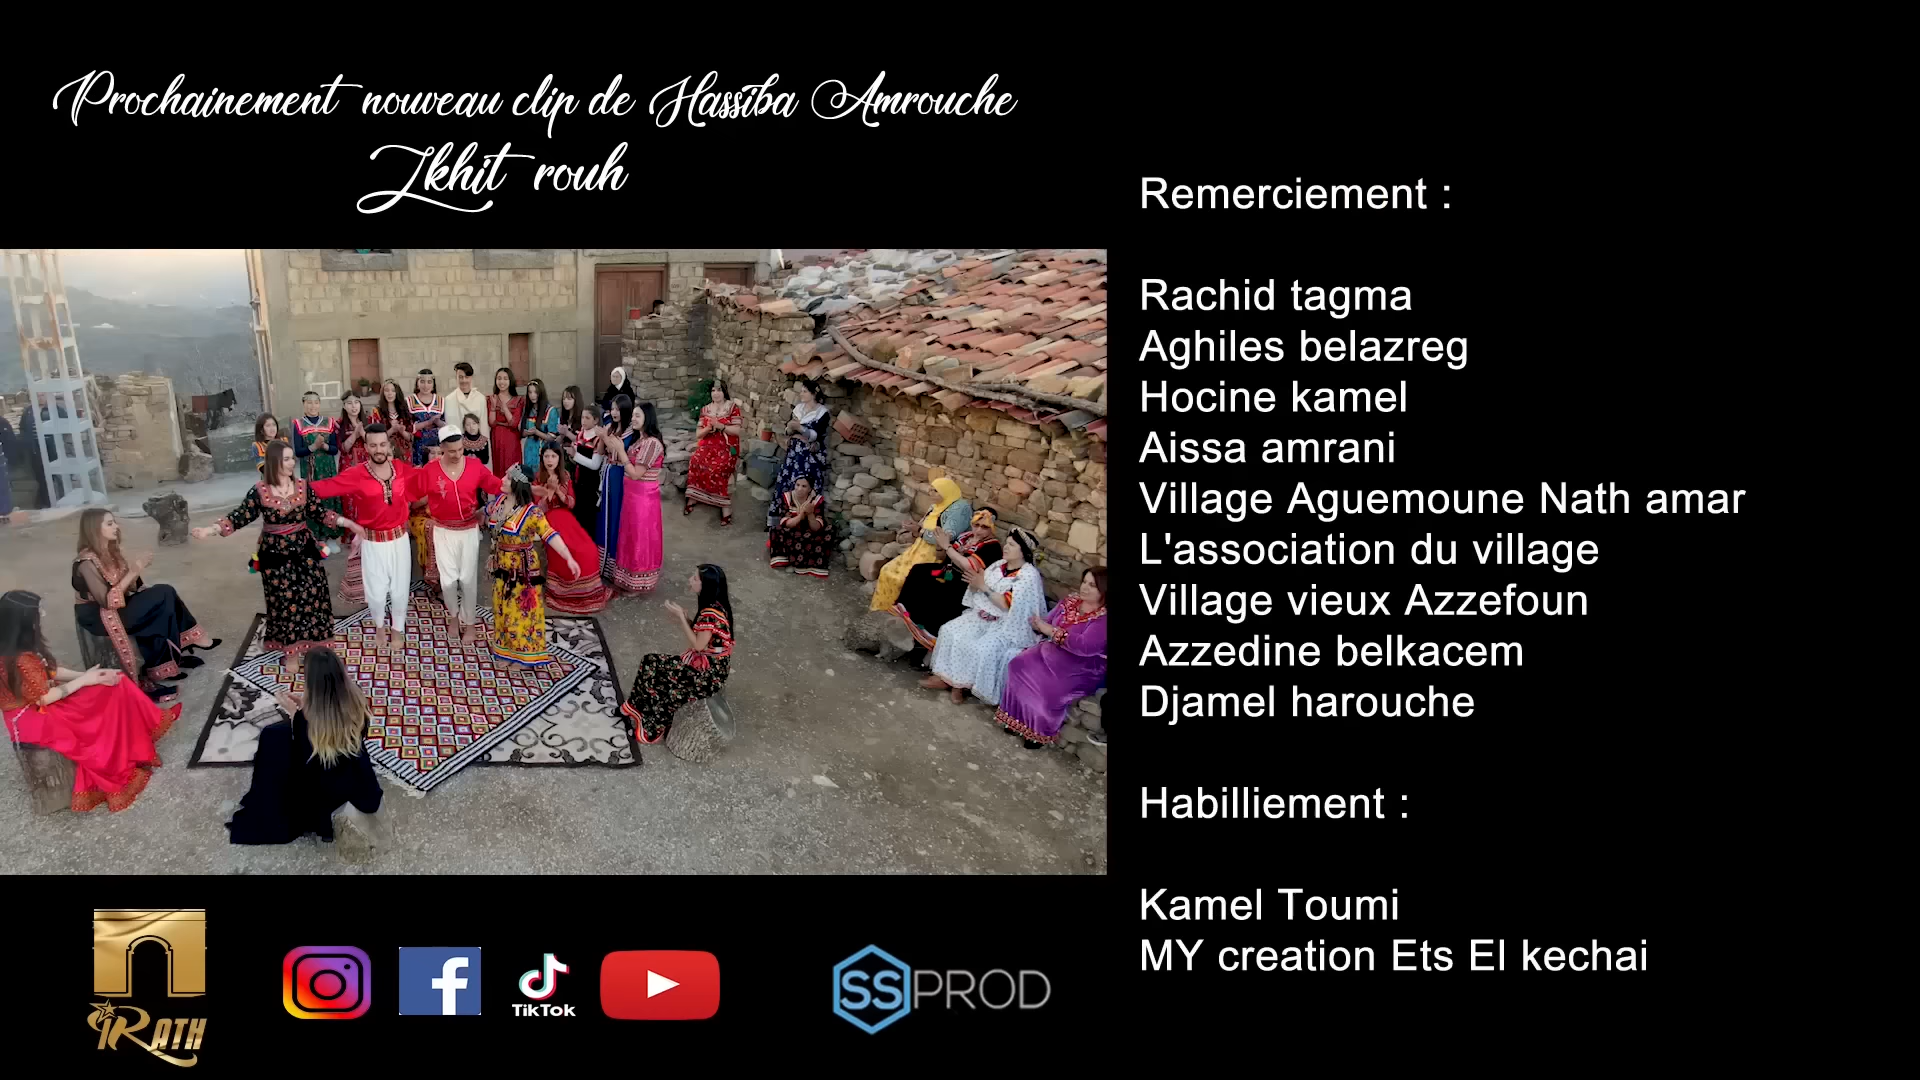 Prochainement nouveau clip de Hassiba Amrouche
Ikhit rouh
Remerciement :
Rachid tagma
Aghiles belazreg
Hocine kamel
Aissa amrani
Village Aguemoune Nath amar
L'association du village
Village vieux Azzefoun
Azzedine belkacem
Djamel harouche
Habilliement :
Kamel Toumi
MY creation Ets El kechai
IRATH
TikTok
SSPROD